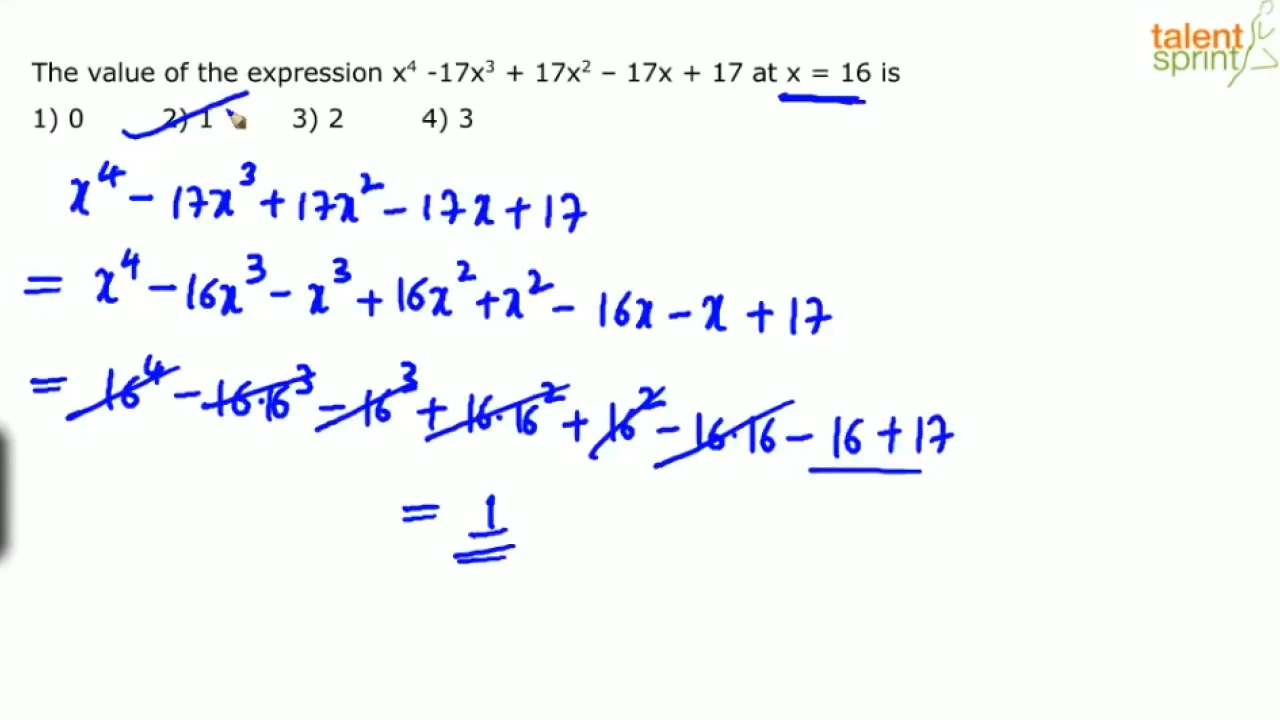 talent
sprint
The value of the expression x⁴ -17x³ + 17x² – 17x + 17 at x = 16 is
1) 0 2) 1 3) 2 4) 3
x⁴ - 17x³ + 17x² - 17x + 17
= x⁴ - 16x³ - x³ + 16x² + x² - 16x - x + 17
= 16⁴ - 16·16³ - 16³ + 16·16² + 16² - 16·16 - 16 + 17
= 1